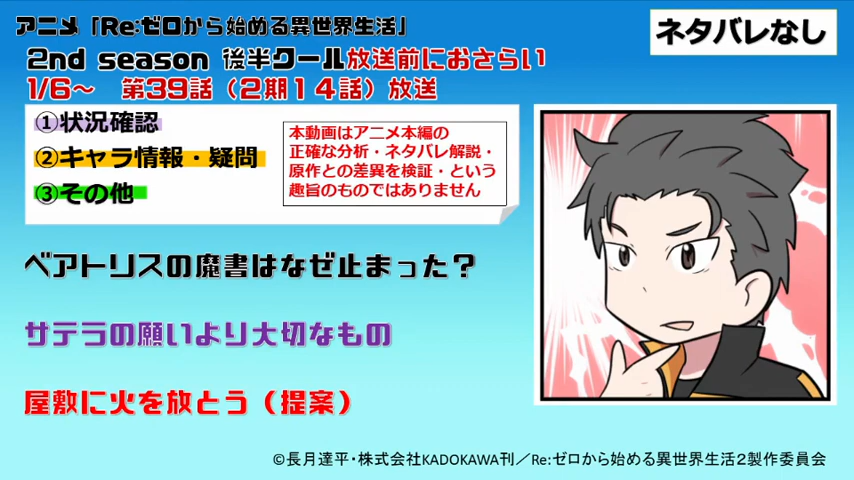 アニメ「Re:ゼロから始める異世界生活」
ネタバレなし
2nd season 後半クール放送前におさらい
1/6～ 第39話（2期14話）放送
①状況確認
②キャラ情報・疑問
③その他
本動画はアニメ本編の
正確な分析・ネタバレ解説・
原作との差異を検証・という
趣旨のものではありません
ベアトリスの魔書はなぜ止まった？
サテラの願いより大切なもの
屋敷に火を放とう（提案）
©長月達平・株式会社KADOKAWA刊／Re:ゼロから始める異世界生活2製作委員会